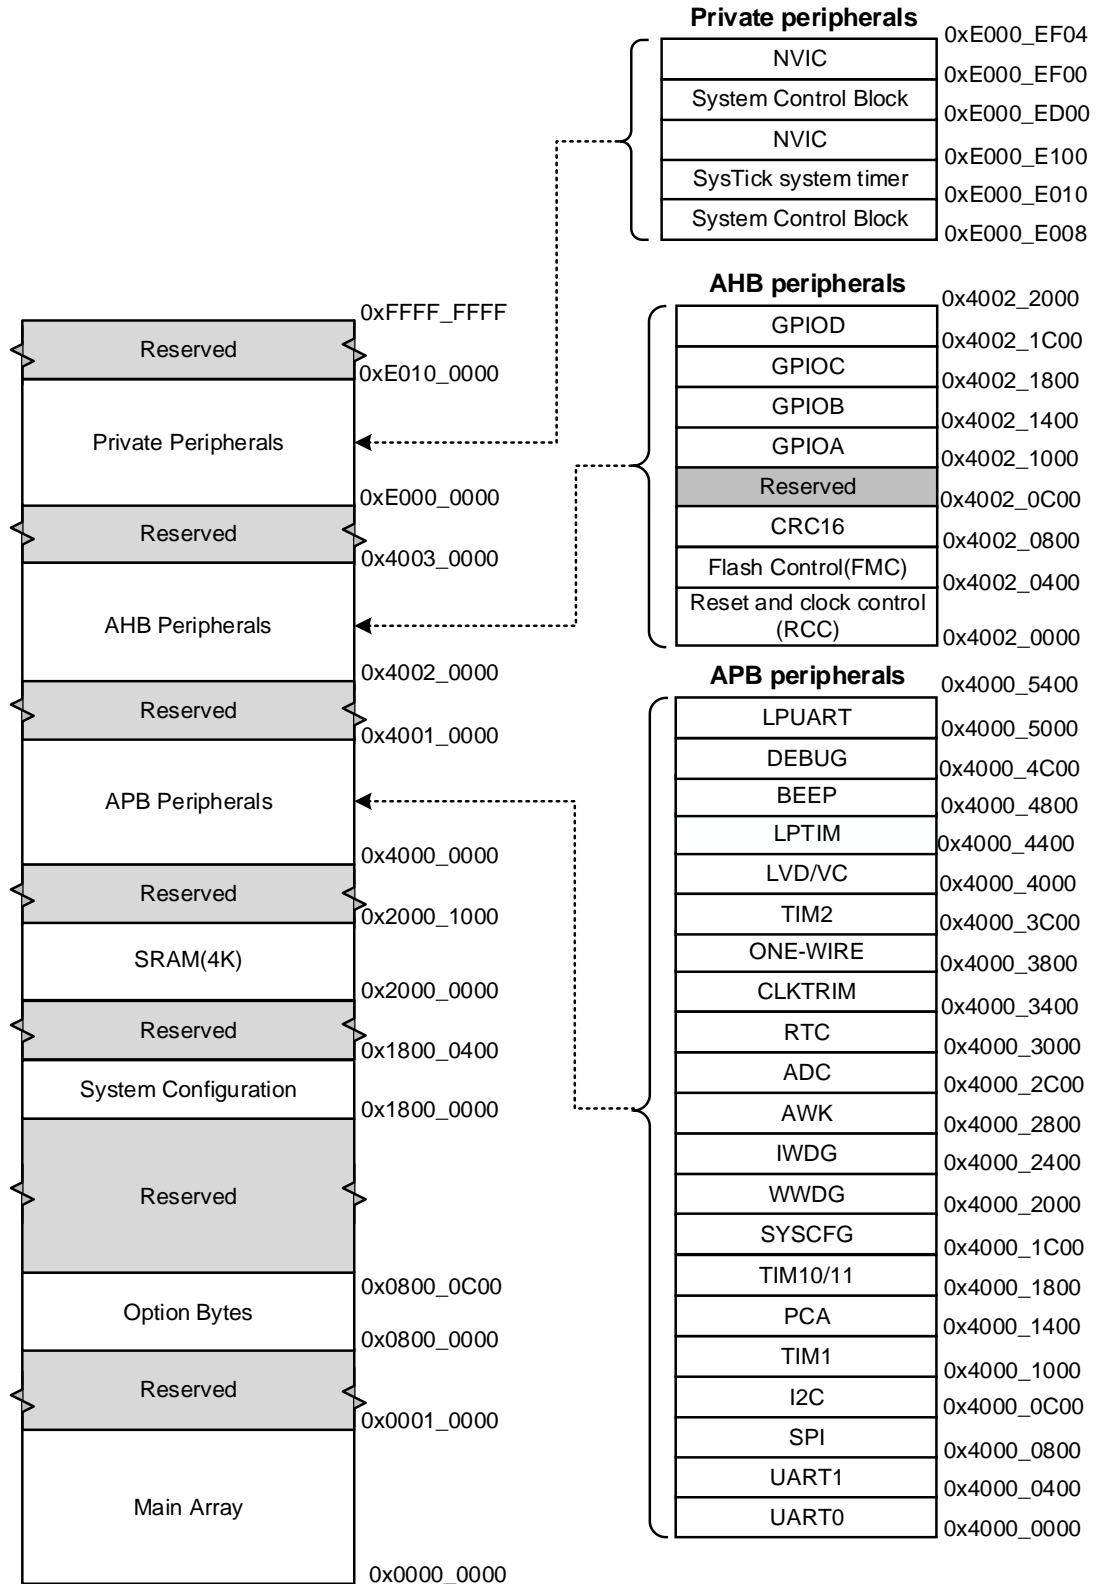 Private peripherals
0xE000_EF04
NVIC
0xE000_EF00
System Control Block
0xE000_ED00
NVIC
0xE000_E100
SysTick system timer
0xE000_E010
System Control Block
0xE000_E008
AHB peripherals
0x4002_2000
GPIOD
0x4002_1C00
GPIOC
0x4002_1800
GPIOB
0x4002_1400
GPIOA
0x4002_1000
Reserved
0x4002_0C00
CRC16
0x4002_0800
Flash Control(FMC)
0x4002_0400
Reset and clock control
(RCC)
0x4002_0000
APB peripherals
0x4000_5400
LPUART
0x4000_5000
DEBUG
0x4000_4C00
BEEP
0x4000_4800
LPTIM
0x4000_4400
LVD/VC
0x4000_4000
TIM2
0x4000_3C00
ONE-WIRE
0x4000_3800
CLKTRIM
0x4000_3400
RTC
0x4000_3000
ADC
0x4000_2C00
AWK
0x4000_2800
IWDG
0x4000_2400
WWDG
0x4000_2000
SYSCFG
0x4000_1C00
TIM10/11
0x4000_1800
PCA
0x4000_1400
TIM1
0x4000_1000
I2C
0x4000_0C00
SPI
0x4000_0800
UART1
0x4000_0400
UART0
0x4000_0000
0xFFFF_FFFF
Reserved
0xE010_0000
Private Peripherals
0xE000_0000
Reserved
0x4003_0000
AHB Peripherals
0x4002_0000
Reserved
0x4001_0000
APB Peripherals
0x4000_0000
Reserved
0x2000_1000
SRAM(4K)
0x2000_0000
Reserved
0x1800_0400
System Configuration
0x1800_0000
Reserved
0x0800_0C00
Option Bytes
0x0800_0000
Reserved
0x0001_0000
Main Array
0x0000_0000